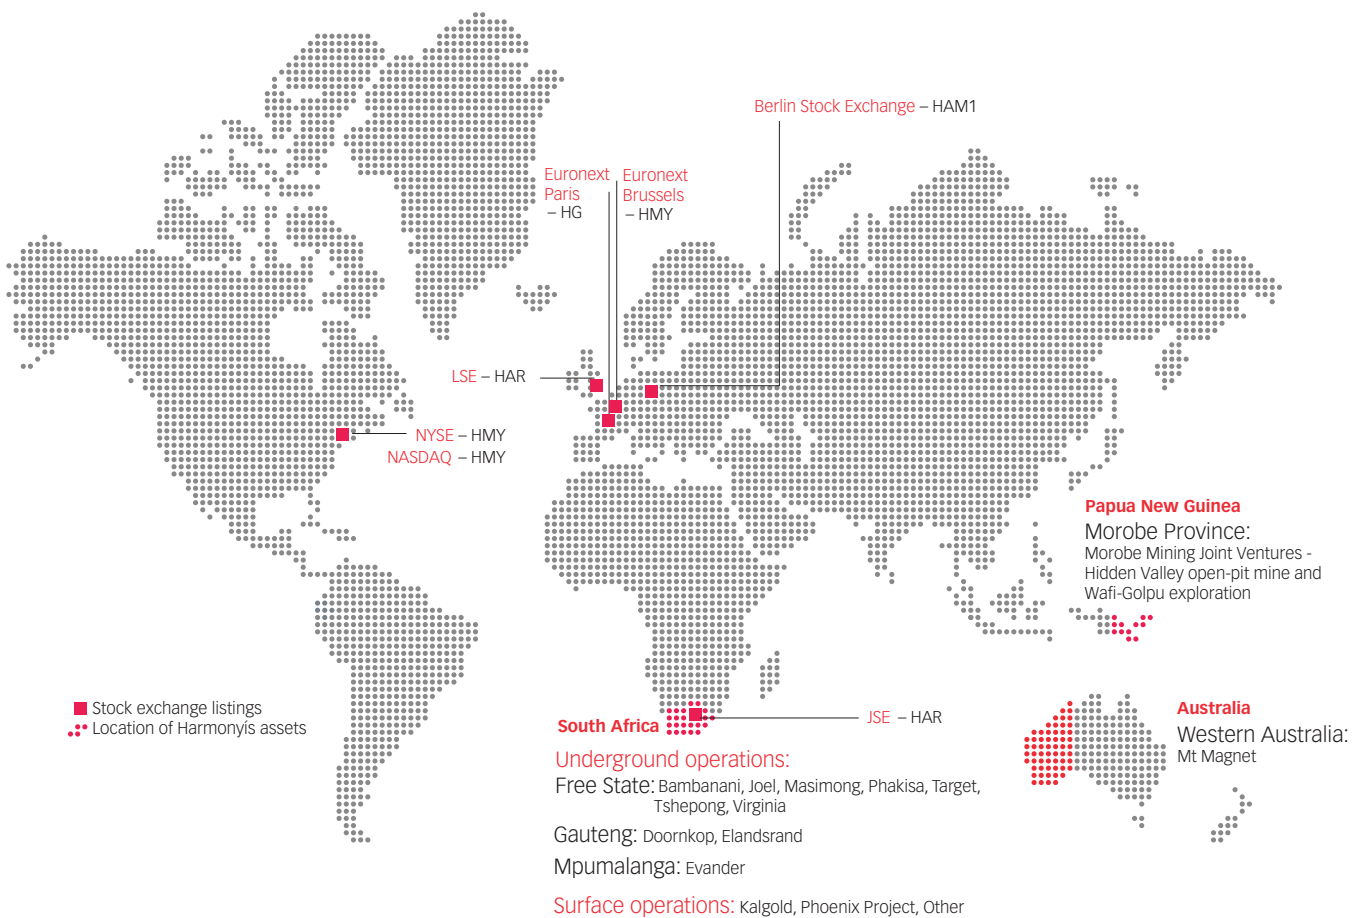 Berlin Stock Exchange – HAM1
Euronext
Paris
– HG
Euronext
Brussels
– HMY
LSE – HAR
NYSE – HMY
NASDAQ – HMY
Papua New Guinea
Morobe Province:
Morobe Mining Joint Ventures -
Hidden Valley open-pit mine and
Wafi-Golpu exploration
Stock exchange listings
Location of Harmonyís assets
South Africa
JSE – HAR
Australia
Western Australia:
Mt Magnet
Underground operations:
Free State: Bambanani, Joel, Masimong, Phakisa, Target,
Tshepong, Virginia
Gauteng: Doornkop, Elandsrand
Mpumalanga: Evander
Surface operations: Kalgold, Phoenix Project, Other